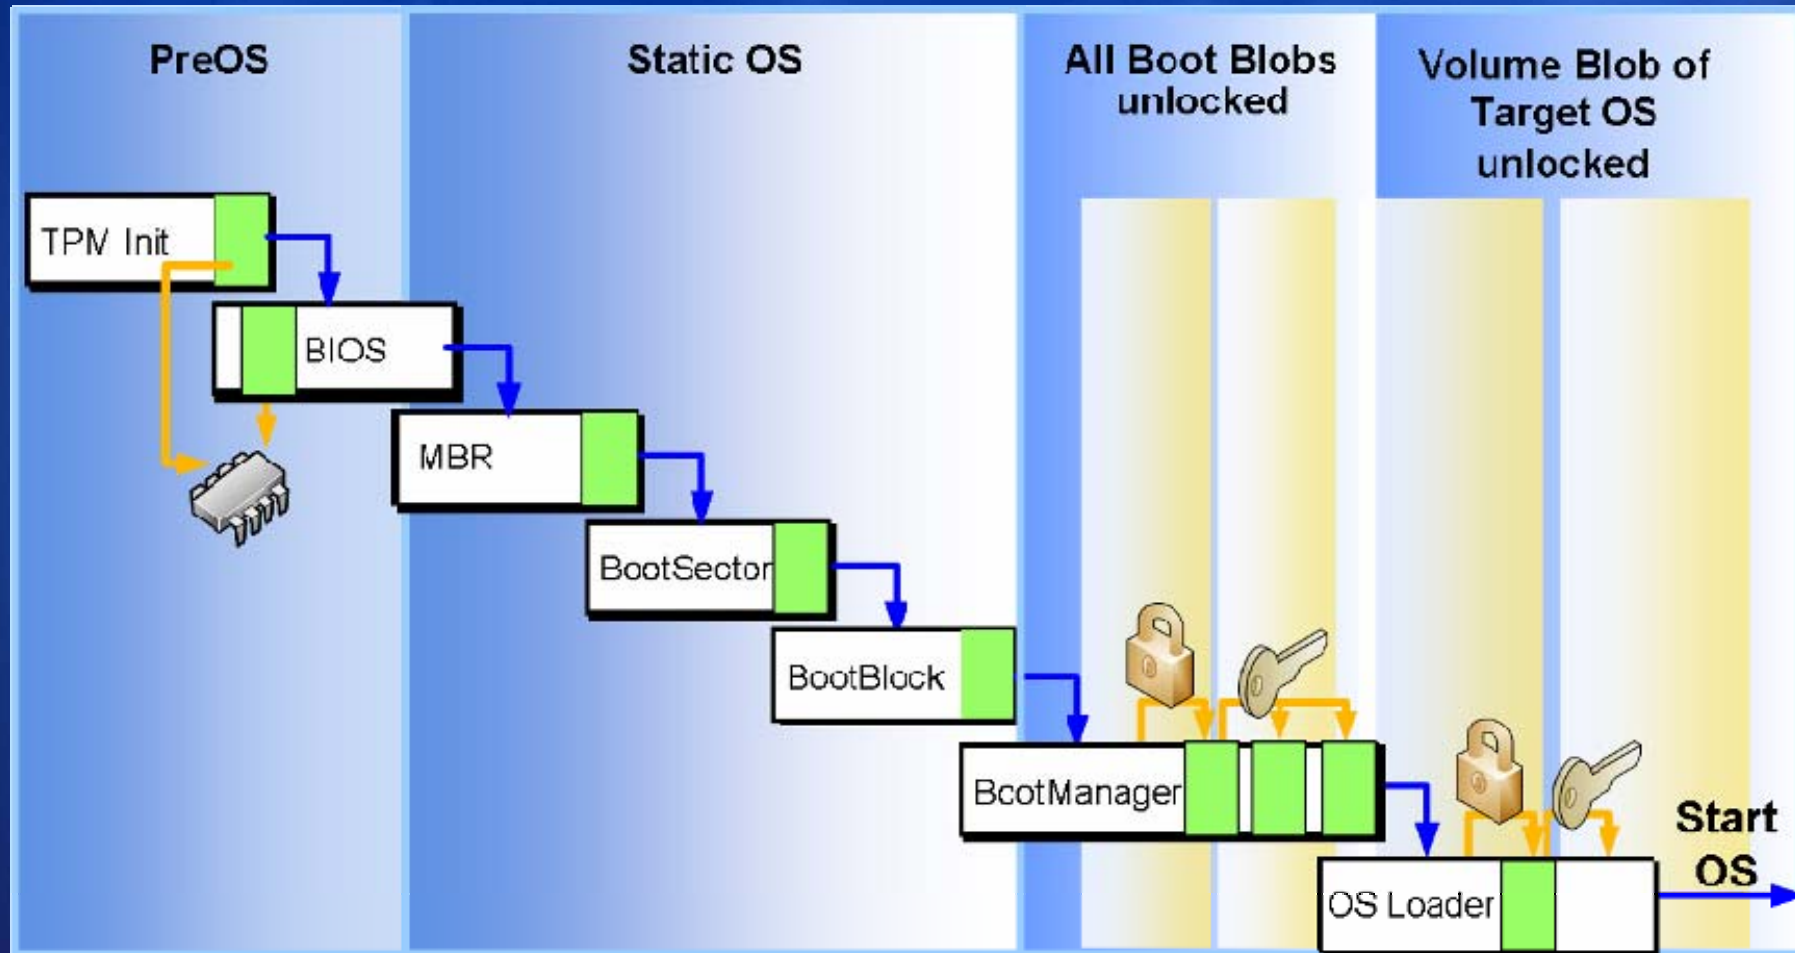 PreOS
Static OS
All Boot Blobs
unlocked
Volume Blob of
Target OS
unlocked
TPM Init
BIOS
MBR
BootSector
BootBlock
BootManager
OS Loader
Start
OS